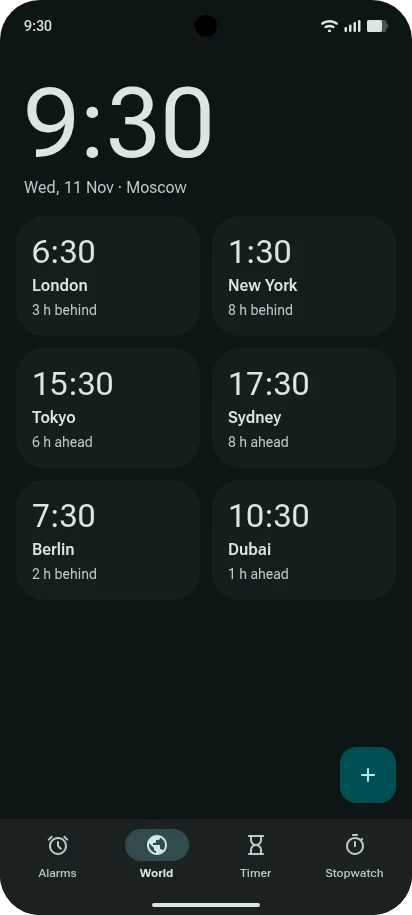 9:30
9:30
Wed, 11 Nov · Moscow
6:30
London
3 h behind
1:30
New York
8 h behind
15:30
Tokyo
6 h ahead
17:30
Sydney
8 h ahead
7:30
Berlin
2 h behind
10:30
Dubai
1 h ahead
Alarms
World
Timer
Stopwatch